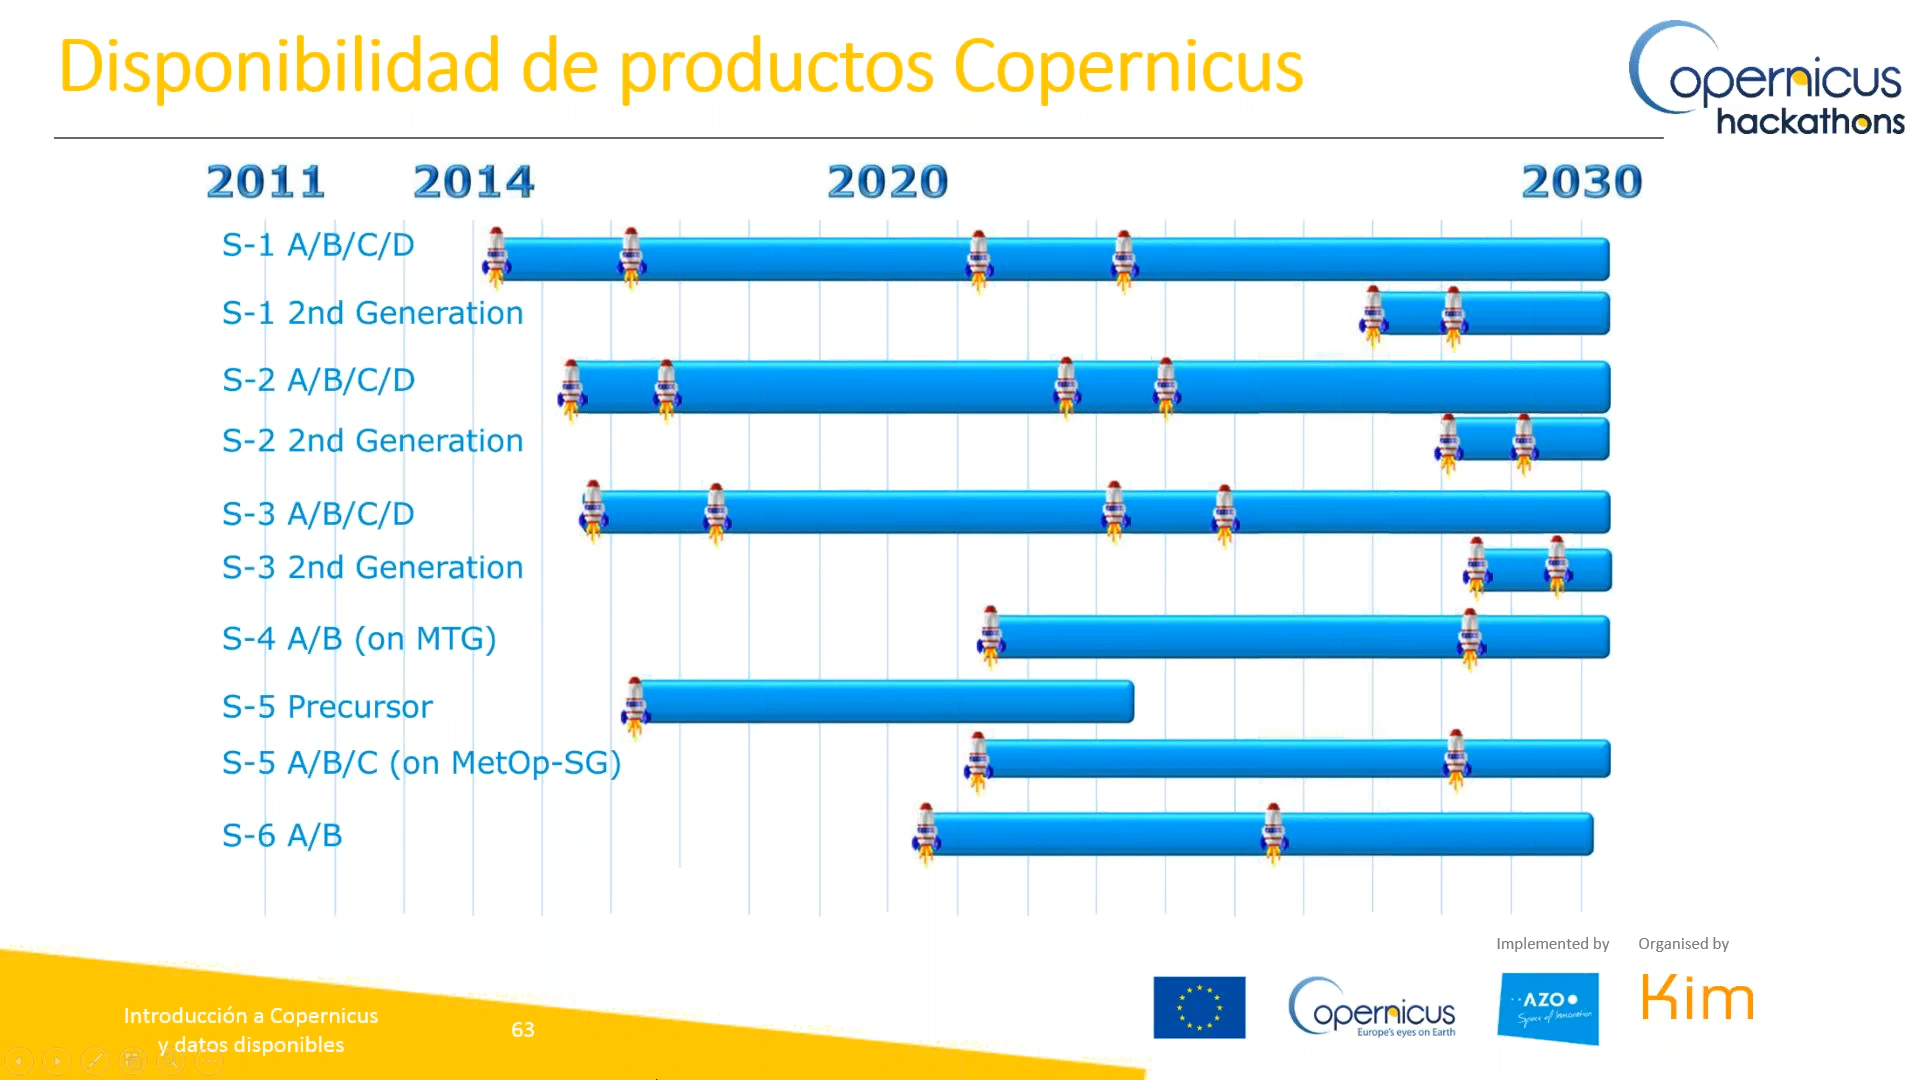 Disponibilidad de productos Copernicus
Copernicus
hackathons
2011 2014 2020 2030
S-1 A/B/C/D
S-1 2nd Generation
S-2 A/B/C/D
S-2 2nd Generation
S-3 A/B/C/D
S-3 2nd Generation
S-4 A/B (on MTG)
S-5 Precursor
S-5 A/B/C (on MetOp-SG)
S-6 A/B
Implemented by Organised by
Introducción a Copernicus
y datos disponibles
63
Copernicus
Europe's eyes on Earth
AZO
Space of Innovation
Kim